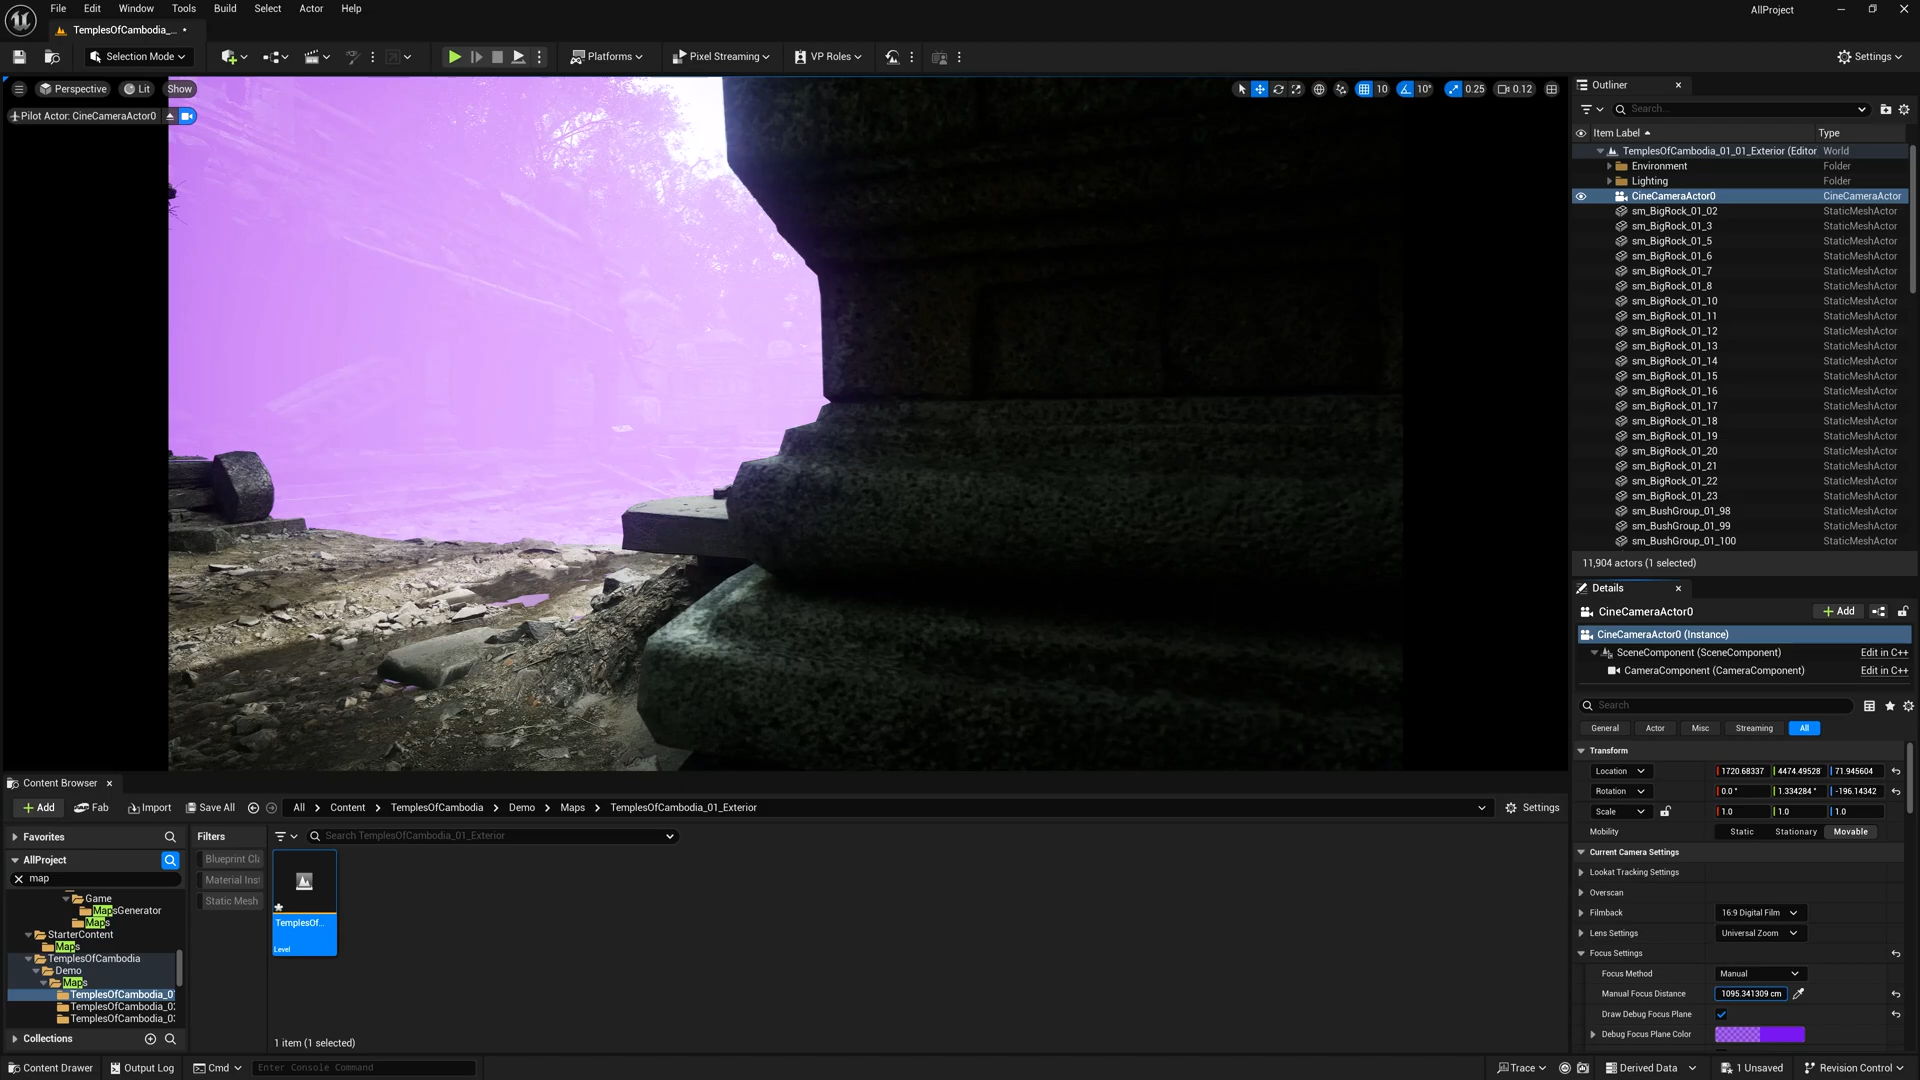 File Edit Window Tools Build Select Actor Help
AllProject
TemplesOfCambodia_... •
Selection Mode
Platforms
Pixel Streaming
VP Roles
Settings
Perspective
Lit
Show
10
10°
0.25
0.12
Pilot Actor: CineCameraActor0
Outliner
Search...
Item Label
Type
TemplesOfCambodia_01_01_Exterior (Editor World
Environment Folder
Lighting Folder
CineCameraActor0 CineCameraActor
sm_BigRock_01_02 StaticMeshActor
sm_BigRock_01_3 StaticMeshActor
sm_BigRock_01_5 StaticMeshActor
sm_BigRock_01_6 StaticMeshActor
sm_BigRock_01_7 StaticMeshActor
sm_BigRock_01_8 StaticMeshActor
sm_BigRock_01_10 StaticMeshActor
sm_BigRock_01_11 StaticMeshActor
sm_BigRock_01_12 StaticMeshActor
sm_BigRock_01_13 StaticMeshActor
sm_BigRock_01_14 StaticMeshActor
sm_BigRock_01_15 StaticMeshActor
sm_BigRock_01_16 StaticMeshActor
sm_BigRock_01_17 StaticMeshActor
sm_BigRock_01_18 StaticMeshActor
sm_BigRock_01_19 StaticMeshActor
sm_BigRock_01_20 StaticMeshActor
sm_BigRock_01_21 StaticMeshActor
sm_BigRock_01_22 StaticMeshActor
sm_BigRock_01_23 StaticMeshActor
sm_BushGroup_01_98 StaticMeshActor
sm_BushGroup_01_99 StaticMeshActor
sm_BushGroup_01_100 StaticMeshActor
11,904 actors (1 selected)
Details
CineCameraActor0
Add
CineCameraActor0 (Instance)
SceneComponent (SceneComponent) Edit in C++
CameraComponent (CameraComponent) Edit in C++
Search
General Actor Misc Streaming All
Transform
Location 1720.68337 4474.49528 71.945604
Rotation 0.0° 1.334284° -196.14342
Scale 1.0 1.0 1.0
Mobility Static Stationary Movable
Current Camera Settings
Lookat Tracking Settings
Overscan
Filmback 16:9 Digital Film
Lens Settings Universal Zoom
Focus Settings
Focus Method Manual
Manual Focus Distance 1095.341309 cm
Draw Debug Focus Plane
Debug Focus Plane Color
Content Browser
Add Fab Import Save All
All Content TemplesOfCambodia Demo Maps TemplesOfCambodia_01_Exterior
Settings
Favorites
AllProject
map
Game
MapsGenerator
Maps
StarterContent
Maps
TemplesOfCambodia
Demo
Maps
TemplesOfCambodia_0
TemplesOfCambodia_0
TemplesOfCambodia_0
Collections
Filters
Blueprint Cla
Material Inst
Static Mesh
Search TemplesOfCambodia_01_Exterior
TemplesOf...
Level
1 item (1 selected)
Content Drawer Output Log Cmd Enter Console Command
Trace Derived Data 1 Unsaved Revision Control